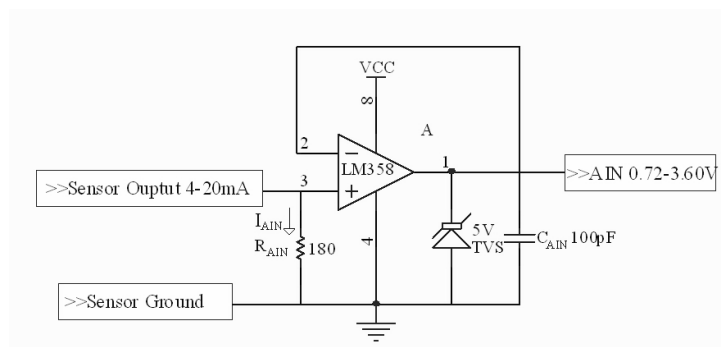 VCC
8
A
2
LM358
1
3
>>Sensor Ouptut 4-20mA
>>AIN 0.72-3.60V
IAIN
RAIN 180
4
5V
TVS
CAIN 100pF
>>Sensor Ground